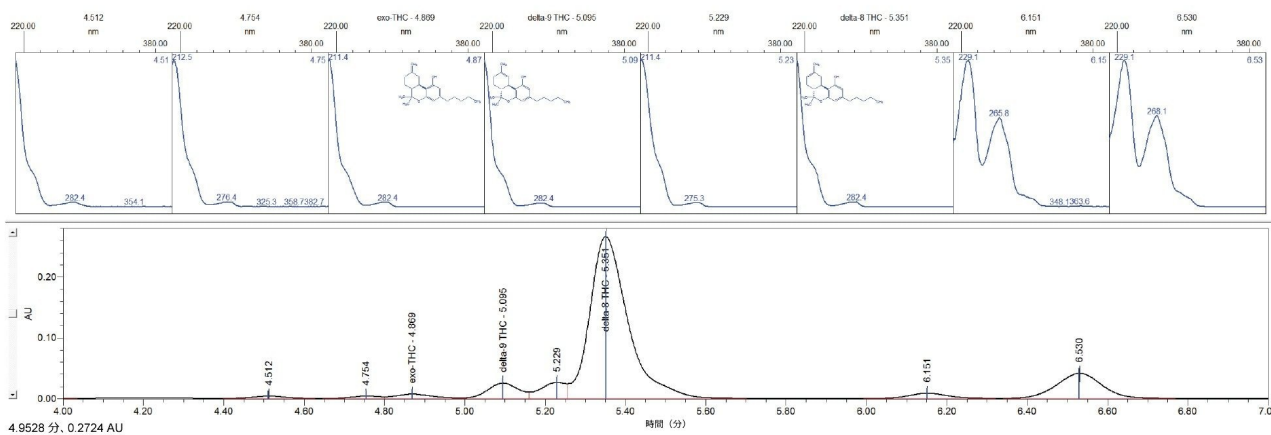 4.512 4.754 exo-THC - 4.869 delta-9 THC - 5.095 5.229 delta-8 THC - 5.351 6.151 6.530
220.00 220.00 220.00 220.00 220.00 220.00 220.00 220.00
nm nm nm nm nm nm nm nm
380.00 380.00 380.00 380.00 380.00 380.00 380.00 380.00
4.51 212.5 4.75 211.4 4.87 5.09 211.4 5.23 5.35 229.1 6.15 229.1 6.53
265.8 268.1
282.4 354.1 276.4 325.3 358.7 382.7 282.4 282.4 275.3 282.4 348.1 363.6
AU
0.20
0.10
0.00
4.512
4.754
exo-THC - 4.869
delta-9 THC - 5.095
5.229
delta-8 THC - 5.351
6.151
6.530
4.00 4.20 4.40 4.60 4.80 5.00 5.20 5.40 5.60 5.80 6.00 6.20 6.40 6.60 6.80 7.0
時間 (分)
4.9528 分、0.2724 AU